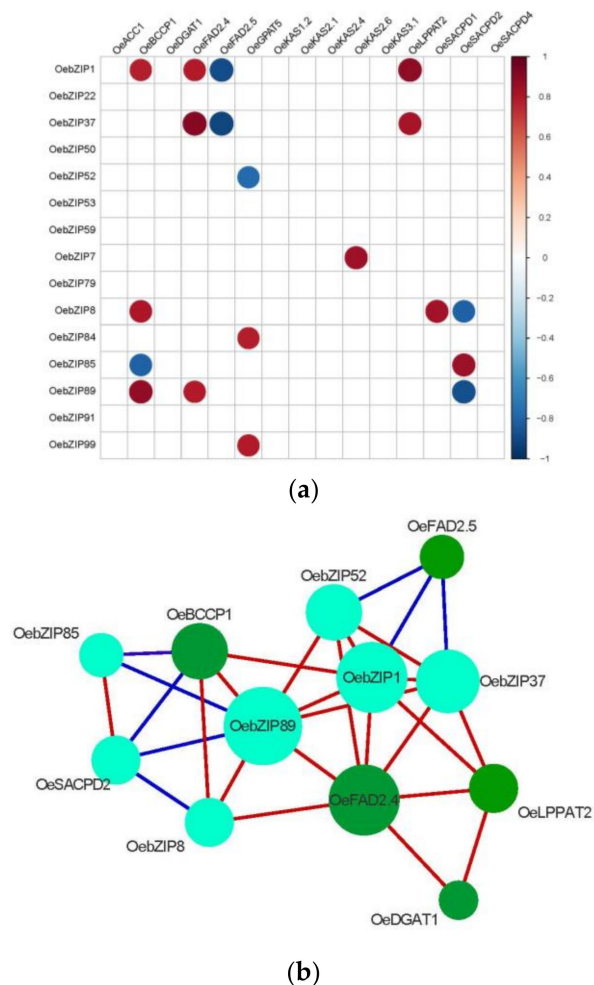 OeACC1
OeBCCP1
OeDGAT1
OeFAD2.4
OeFAD2.5
OeGPAT5
OeKAS1.2
OeKAS2.1
OeKAS2.4
OeKAS2.6
OeKAS3.1
OeLPPAT2
OeSACPD1
OeSACPD2
OeSACPD4
OebZIP1
OebZIP22
OebZIP37
OebZIP50
OebZIP52
OebZIP53
OebZIP59
OebZIP7
OebZIP79
OebZIP8
OebZIP84
OebZIP85
OebZIP89
OebZIP91
OebZIP99
1
0.8
0.6
0.4
0.2
0
−0.2
−0.4
−0.6
−0.8
−1
(a)
OeFAD2.5
OebZIP52
OeBCCP1
OebZIP85
OebZIP1
OebZIP37
OebZIP89
OeSACPD2
OeFAD2.4
OeLPPAT2
OebZIP8
OeDGAT1
(b)